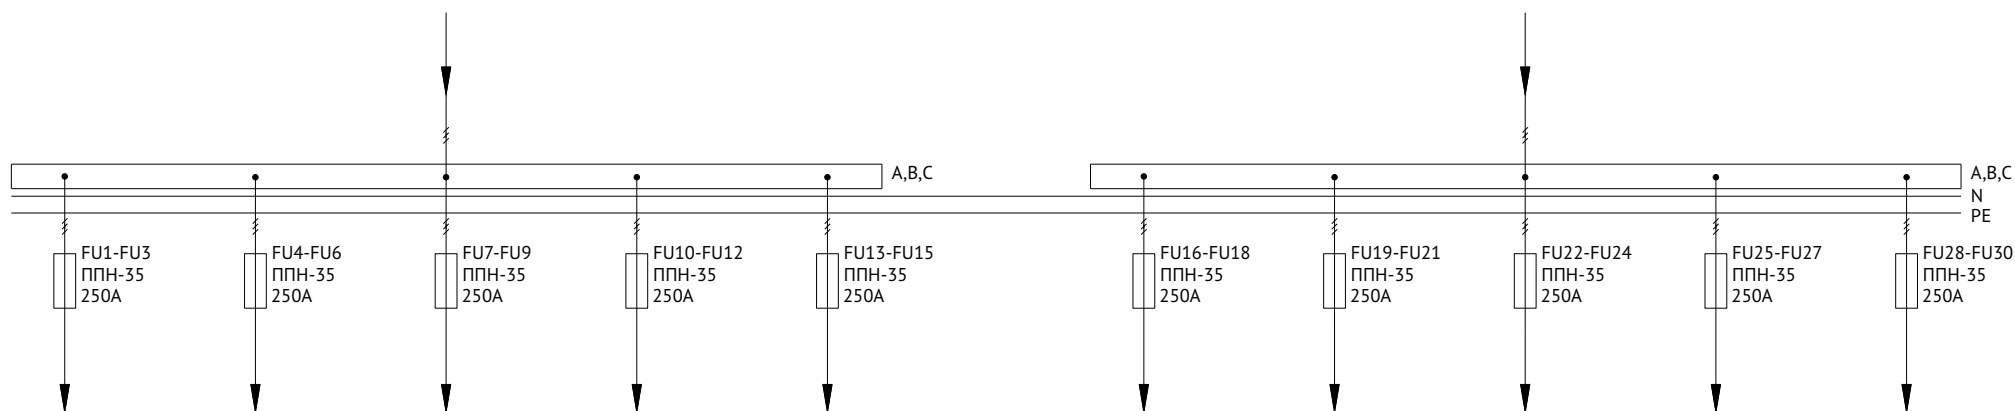 A,B,C
A,B,C
N
PE
FU1-FU3
ППН-35
250А
FU4-FU6
ППН-35
250А
FU7-FU9
ППН-35
250А
FU10-FU12
ППН-35
250А
FU13-FU15
ППН-35
250А
FU16-FU18
ППН-35
250А
FU19-FU21
ППН-35
250А
FU22-FU24
ППН-35
250А
FU25-FU27
ППН-35
250А
FU28-FU30
ППН-35
250А